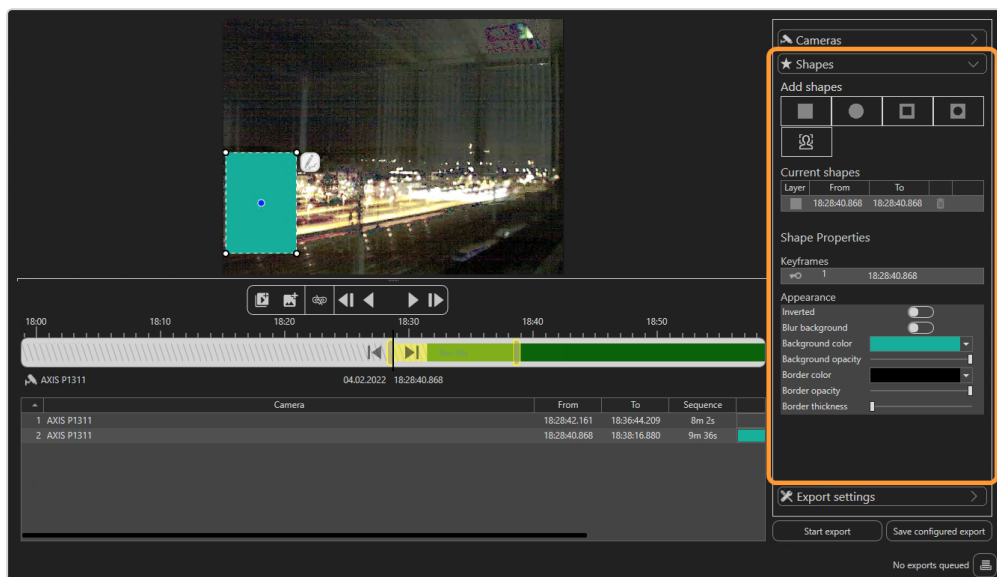 Cameras
Shapes
Add shapes
Current shapes
Layer From To
18:28:40.868 18:28:40.868
Shape Properties
Keyframes
1 18:28:40.868
Appearance
Inverted
Blur background
Background color
Background opacity
Border color
Border opacity
Border thickness
Export settings
Start export Save configured export
No exports queued
18:00 18:10 18:20 18:30 18:40 18:50
AXIS P1311 04.02.2022 18:28:40.868
Camera From To Sequence
1 AXIS P1311 18:28:42.161 18:36:44.209 8m 2s
2 AXIS P1311 18:28:40.868 18:38:16.880 9m 36s